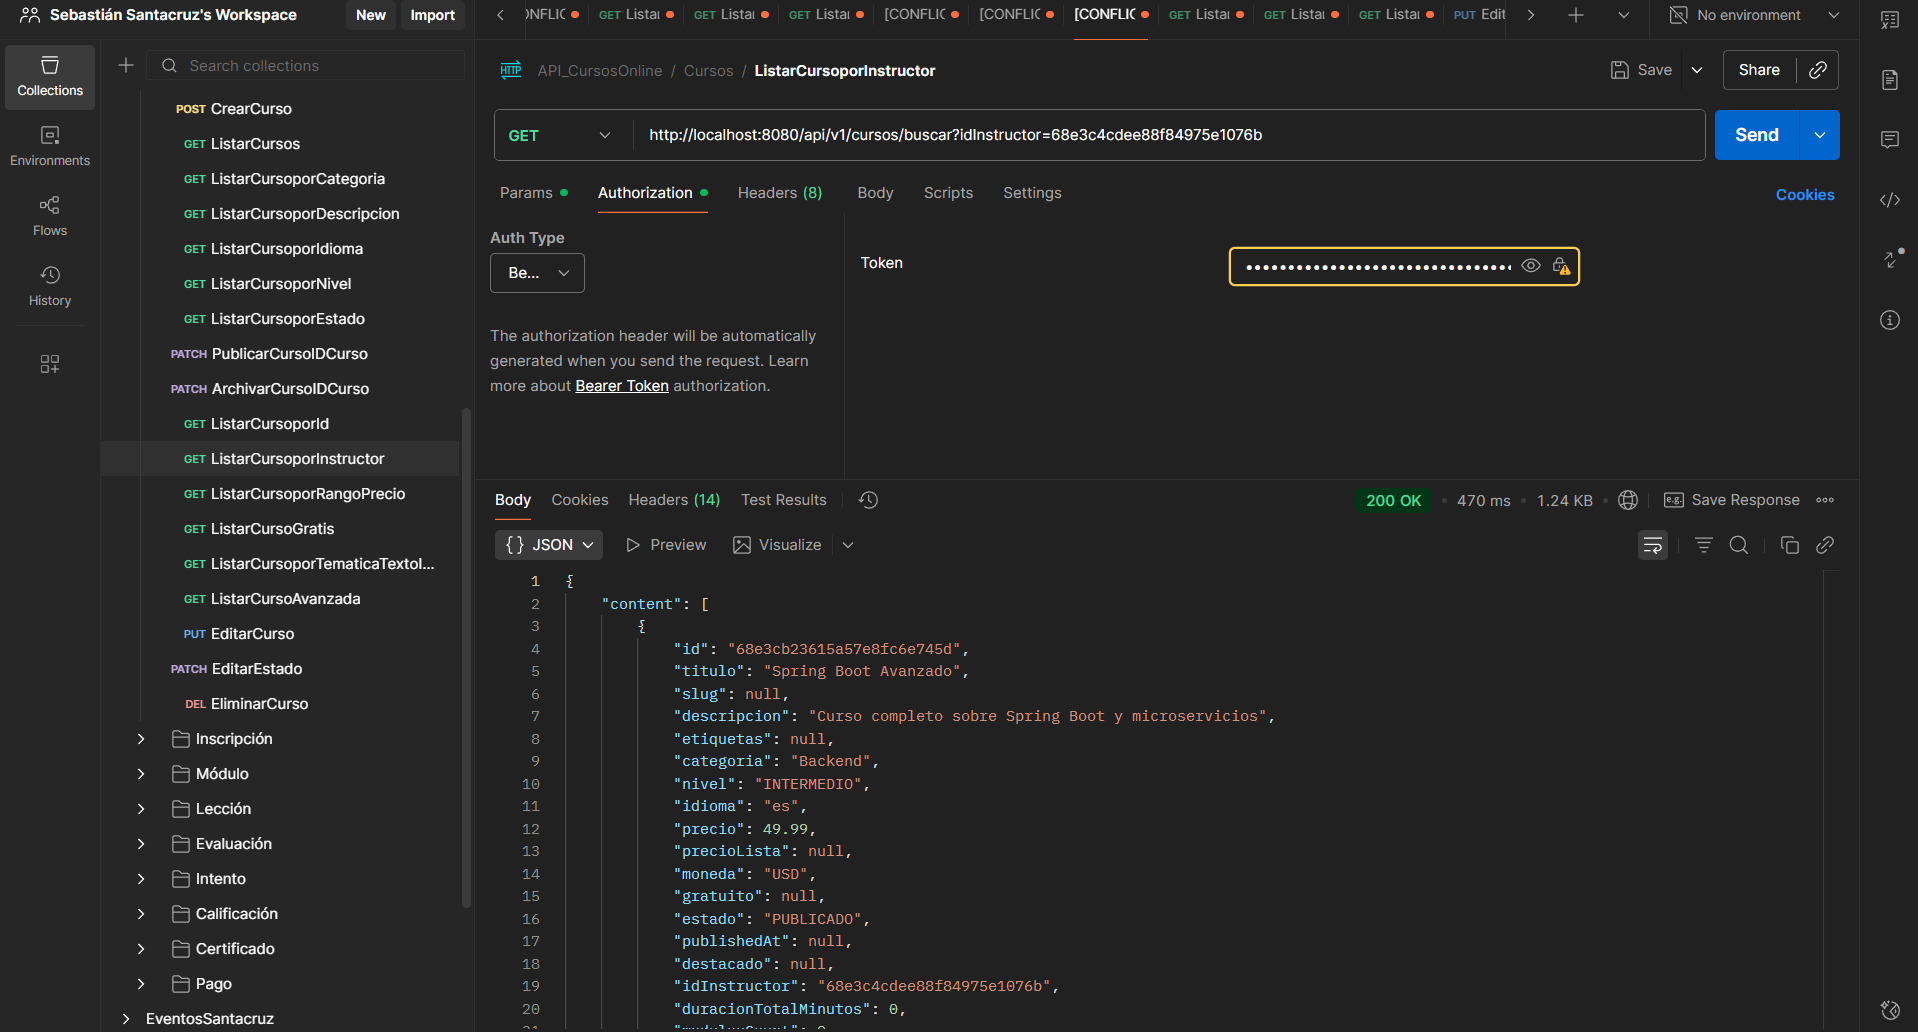 Sebastián Santacruz's Workspace
New
Import
GET
GET
GET
[CONFLIC
[CONFLIC
[CONFLIC
GET
GET
GET
PUT Edit
No environment
Collections
Environments
Flows
History
Search collections
POST CrearCurso
GET ListarCursos
GET ListarCursoporCategoria
GET ListarCursoporDescripcion
GET ListarCursoporIdioma
GET ListarCursoporNivel
GET ListarCursoporEstado
PATCH PublicarCursoIDCurso
PATCH ArchivarCursoIDCurso
GET ListarCursoporId
GET ListarCursoporInstructor
GET ListarCursoporRangoPrecio
GET ListarCursoGratis
GET ListarCursoporTematicaTextol...
GET ListarCursoAvanzada
PUT EditarCurso
PATCH EditarEstado
DEL EliminarCurso
Inscripción
Módulo
Lección
Evaluación
Intento
Calificación
Certificado
Pago
EventosSantacruz
HTTP API_CursosOnline / Cursos / ListarCursoporInstructor
Save
Share
GET
http://localhost:8080/api/v1/cursos/buscar?idInstructor=68e3c4cdee88f84975e1076b
Send
Params
Authorization
Headers (8)
Body
Scripts
Settings
Cookies
Auth Type
Be...
The authorization header will be automatically
generated when you send the request. Learn
more about Bearer Token authorization.
Token
Body
Cookies
Headers (14)
Test Results
200 OK
470 ms
1.24 KB
e.g. Save Response
{} JSON
Preview
Visualize
1 {
2 "content": [
3 {
4 "id": "68e3cb23615a57e8fc6e745d",
5 "titulo": "Spring Boot Avanzado",
6 "slug": null,
7 "descripcion": "Curso completo sobre Spring Boot y microservicios",
8 "etiquetas": null,
9 "categoria": "Backend",
10 "nivel": "INTERMEDIO",
11 "idioma": "es",
12 "precio": 49.99,
13 "precioLista": null,
14 "moneda": "USD",
15 "gratuito": null,
16 "estado": "PUBLICADO",
17 "publishedAt": null,
18 "destacado": null,
19 "idInstructor": "68e3c4cdee88f84975e1076b",
20 "duracionTotalMinutos": 0,